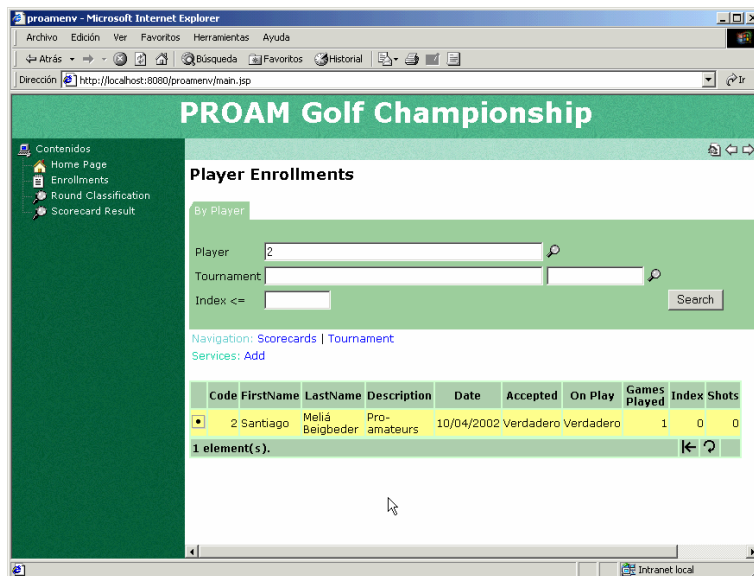 proamenv - Microsoft Internet Explorer
Archivo Edición Ver Favoritos Herramientas Ayuda
Atrás Búsqueda Favoritos Historial
Dirección http://localhost:8080/proamenv/main.jsp Ir
PROAM Golf Championship
Contenidos
Home Page
Enrollments
Round Classification
Scorecard Result
Player Enrollments
By Player
Player 2
Tournament
Index <= Search
Navigation: Scorecards | Tournament
Services: Add
Code FirstName LastName Description Date Accepted On Play Games Played Index Shots
2 Santiago Meliá Beigbeder Pro-amateurs 10/04/2002 Verdadero Verdadero 1 0 0
1 element(s).
Intranet local